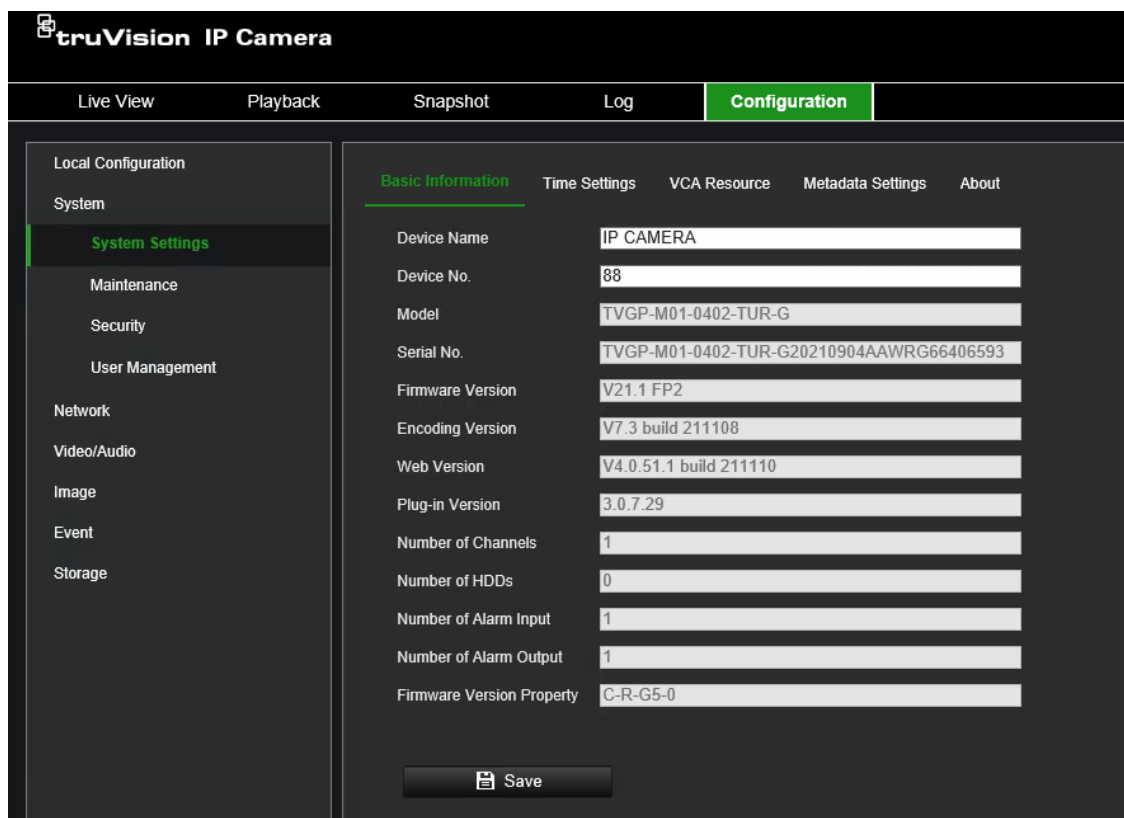 truVision IP Camera
Live View Playback Snapshot Log Configuration
Local Configuration
System
System Settings
Maintenance
Security
User Management
Network
Video/Audio
Image
Event
Storage
Basic Information Time Settings VCA Resource Metadata Settings About
Device Name IP CAMERA
Device No. 88
Model TVGP-M01-0402-TUR-G
Serial No. TVGP-M01-0402-TUR-G20210904AAWRG66406593
Firmware Version V21.1 FP2
Encoding Version V7.3 build 211108
Web Version V4.0.51.1 build 211110
Plug-in Version 3.0.7.29
Number of Channels 1
Number of HDDs 0
Number of Alarm Input 1
Number of Alarm Output 1
Firmware Version Property C-R-G5-0
Save